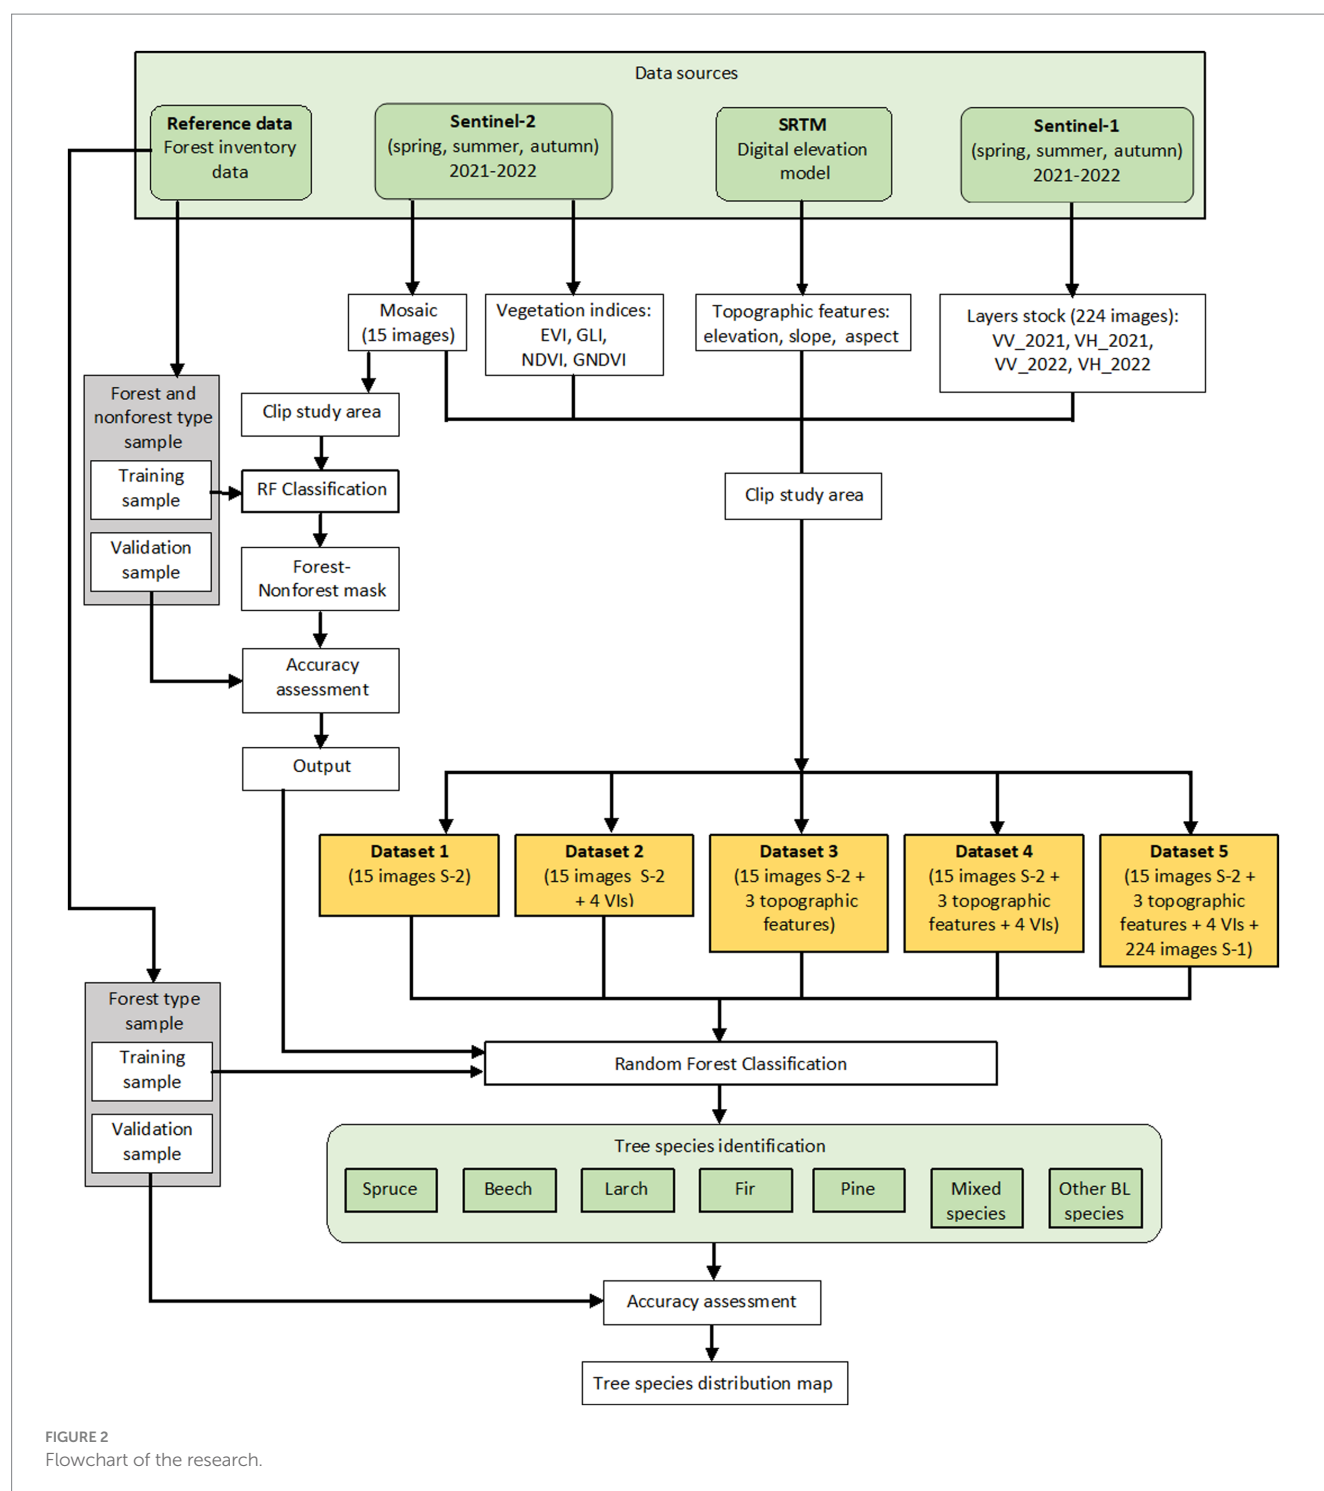 Data sources
Reference data
Forest inventory
data
Sentinel-2
(spring, summer, autumn)
2021-2022
SRTM
Digital elevation
model
Sentinel-1
(spring, summer, autumn)
2021-2022
Mosaic
(15 images)
Vegetation indices:
EVI, GLI,
NDVI, GNDVI
Topographic features:
elevation, slope, aspect
Layers stock (224 images):
VV_2021, VH_2021,
VV_2022, VH_2022
Forest and
nonforest type
sample
Training
sample
Validation
sample
Clip study area
RF Classification
Forest-
Nonforest mask
Accuracy
assessment
Output
Clip study area
Dataset 1
(15 images S-2)
Dataset 2
(15 images S-2
+ 4 VIs)
Dataset 3
(15 images S-2 +
3 topographic
features)
Dataset 4
(15 images S-2 +
3 topographic
features + 4 VIs)
Dataset 5
(15 images S-2 +
3 topographic
features + 4 VIs +
224 images S-1)
Forest type
sample
Training
sample
Validation
sample
Random Forest Classification
Tree species identification
Spruce
Beech
Larch
Fir
Pine
Mixed
species
Other BL
species
Accuracy assessment
Tree species distribution map
FIGURE 2
Flowchart of the research.